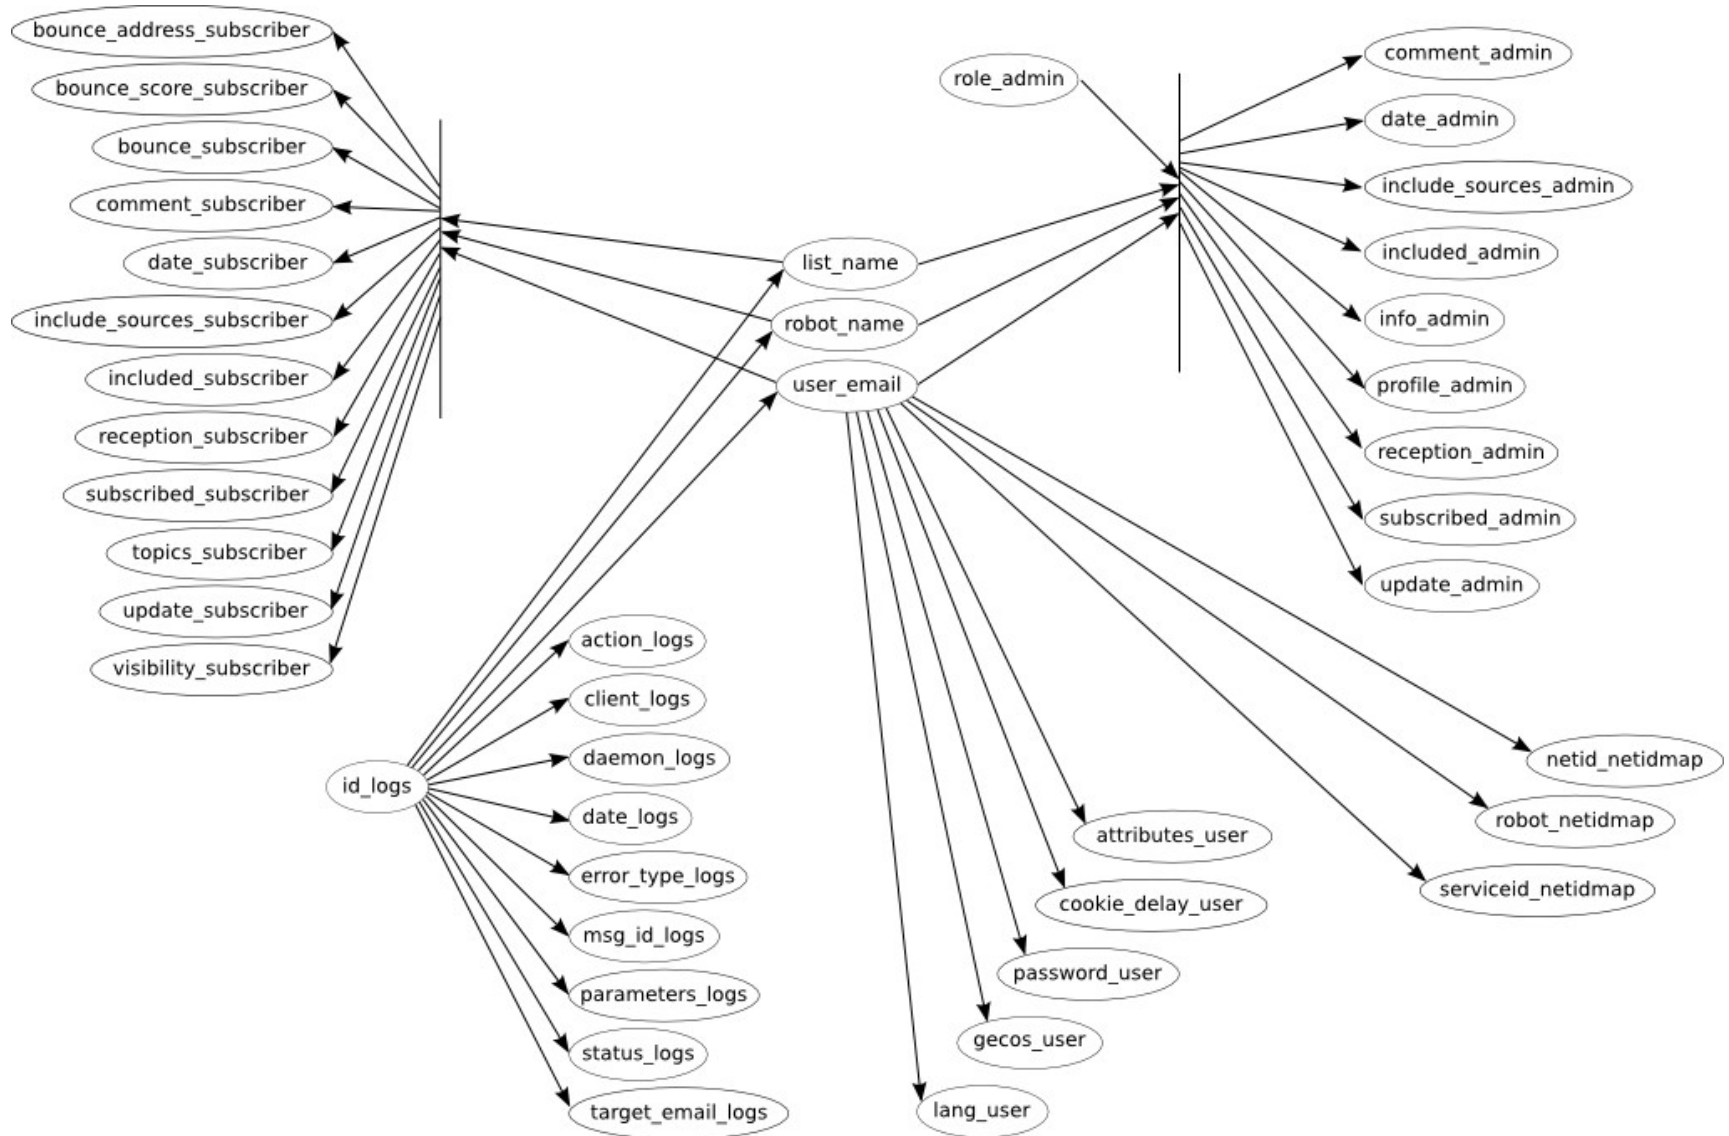 bounce_address_subscriber
bounce_score_subscriber
bounce_subscriber
comment_subscriber
date_subscriber
include_sources_subscriber
included_subscriber
reception_subscriber
subscribed_subscriber
topics_subscriber
update_subscriber
visibility_subscriber
list_name
robot_name
user_email
role_admin
comment_admin
date_admin
include_sources_admin
included_admin
info_admin
profile_admin
reception_admin
subscribed_admin
update_admin
id_logs
action_logs
client_logs
daemon_logs
date_logs
error_type_logs
msg_id_logs
parameters_logs
status_logs
target_email_logs
netid_netidmap
robot_netidmap
serviceid_netidmap
attributes_user
cookie_delay_user
password_user
gecos_user
lang_user